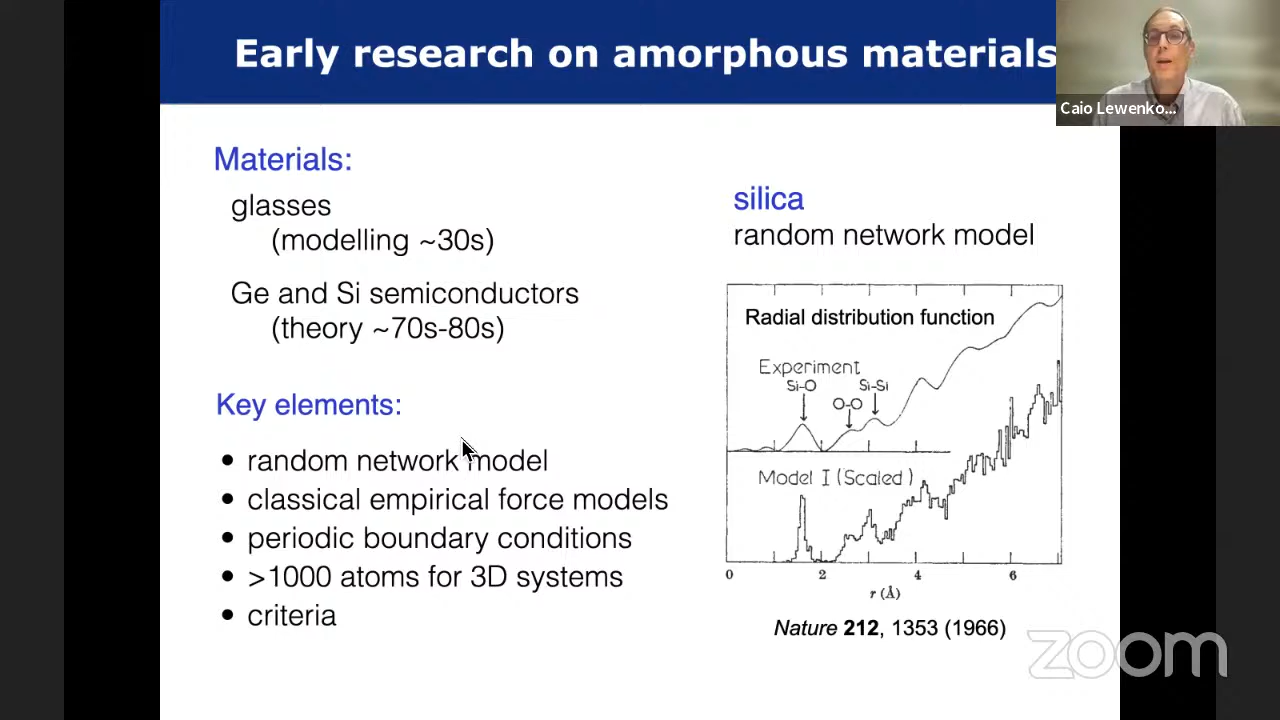 Early research on amorphous materials
Caio Lewenko...
Materials:
glasses
(modelling ~30s)
Ge and Si semiconductors
(theory ~70s-80s)
Key elements:
• random network model
• classical empirical force models
• periodic boundary conditions
• >1000 atoms for 3D systems
• criteria
silica
random network model
Radial distribution function
Experiment
Si-O
O-O
Si-Si
Model I (Scaled)
0 2 4 6
r (Å)
Nature 212, 1353 (1966)
zoom